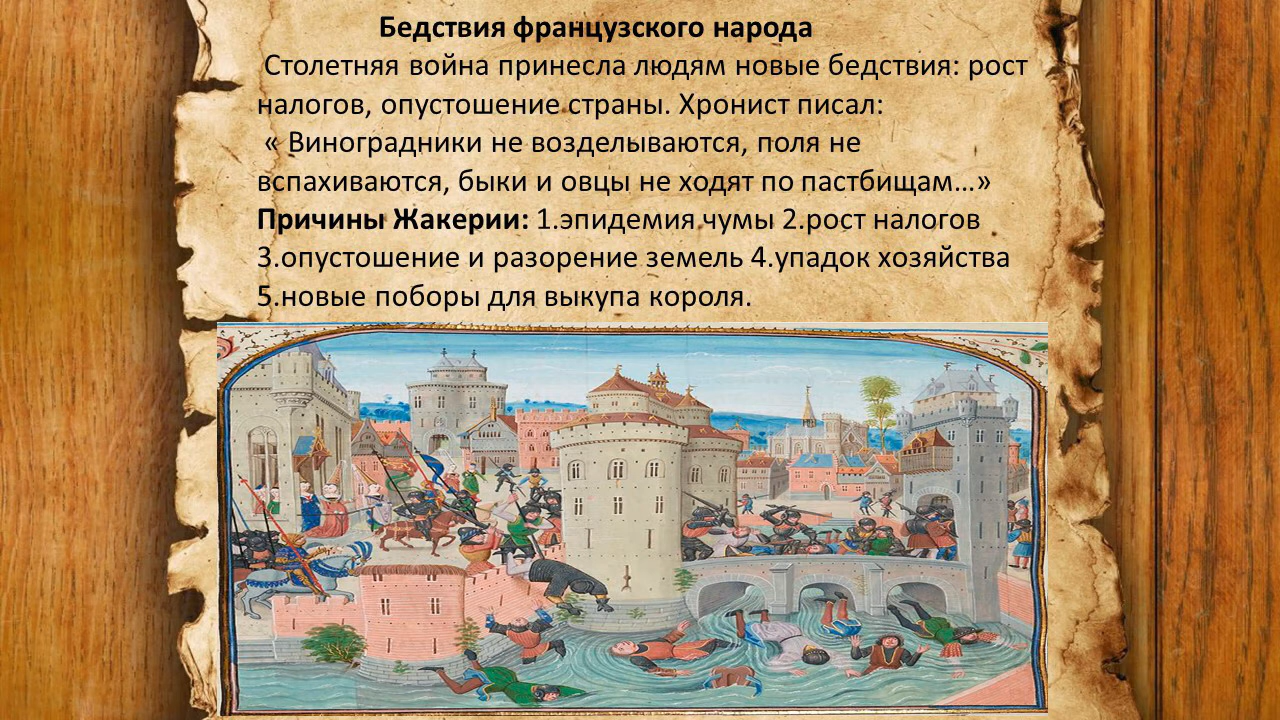 Бедствия французского народа
Столетняя война принесла людям новые бедствия: рост
налогов, опустошение страны. Хронист писал:
« Виноградники не возделываются, поля не
вспахиваются, быки и овцы не ходят по пастбищам…»
Причины Жакерии: 1.эпидемия чумы 2.рост налогов
3.опустошение и разорение земель 4.упадок хозяйства
5.новые поборы для выкупа короля.